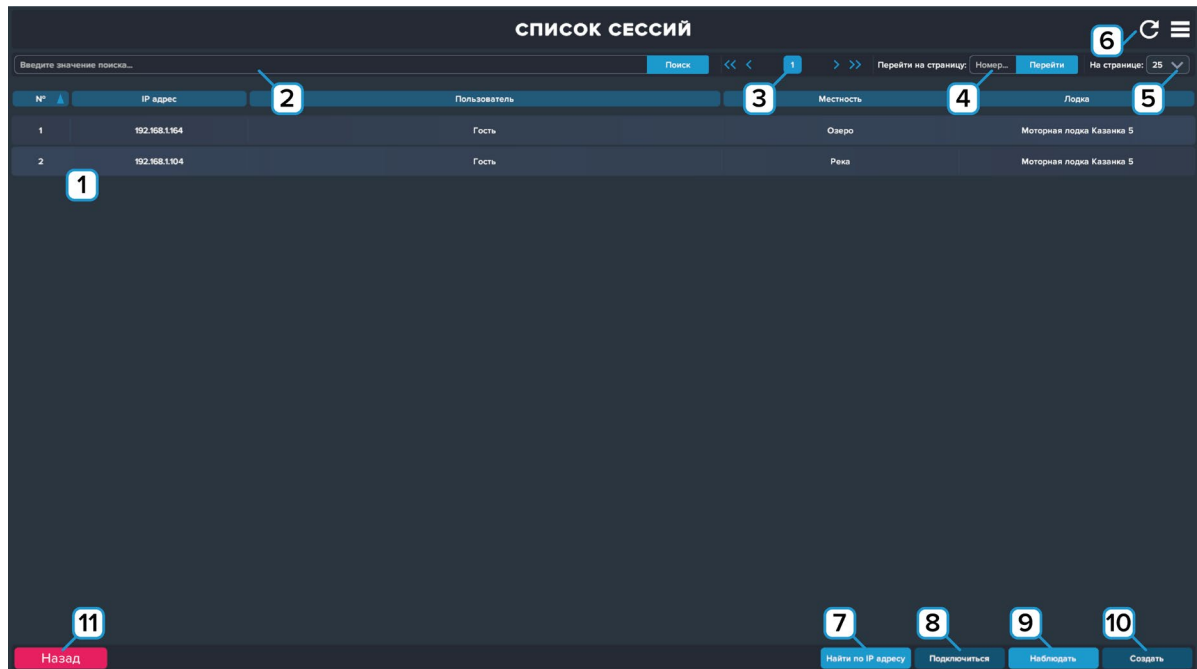 СПИСОК СЕССИЙ
6
Введите значение поиска... Поиск << < 1 > >> Перейти на страницу: Номер... Перейти На странице: 25
2 3 4 5
№ IP адрес Пользователь Местность Лодка
1 192.168.1.164 Гость Озеро Моторная лодка Казанка 5
2 192.168.1.104 Гость Река Моторная лодка Казанка 5
1
11 7 8 9 10
Назад Найти по IP адресу Подключиться Наблюдать Создать